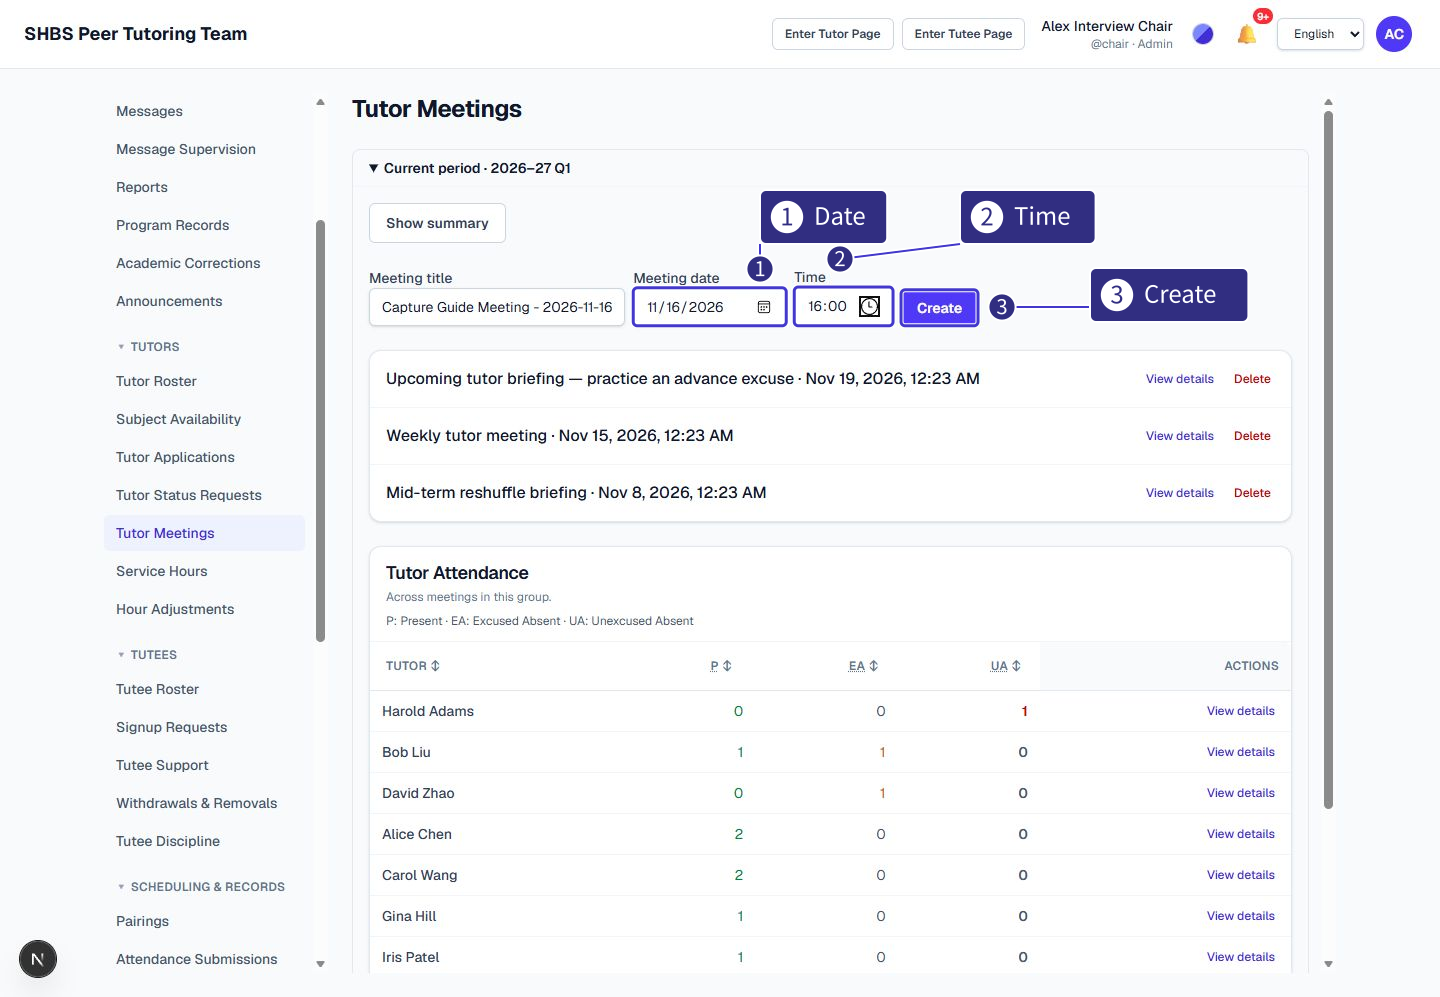 SHBS Peer Tutoring Team
Enter Tutor Page
Enter Tutee Page
Alex Interview Chair
@chair · Admin
9+
English
AC
Messages
Message Supervision
Reports
Program Records
Academic Corrections
Announcements
TUTORS
Tutor Roster
Subject Availability
Tutor Applications
Tutor Status Requests
Tutor Meetings
Service Hours
Hour Adjustments
TUTEES
Tutee Roster
Signup Requests
Tutee Support
Withdrawals & Removals
Tutee Discipline
SCHEDULING & RECORDS
Pairings
Attendance Submissions
N
Tutor Meetings
Current period · 2026–27 Q1
Show summary
1 Date
2 Time
Meeting title
Meeting date
1
Time
2
Capture Guide Meeting - 2026-11-16
11/16/2026
16:00
Create
3
3 Create
Upcoming tutor briefing — practice an advance excuse · Nov 19, 2026, 12:23 AM
View details
Delete
Weekly tutor meeting · Nov 15, 2026, 12:23 AM
View details
Delete
Mid-term reshuffle briefing · Nov 8, 2026, 12:23 AM
View details
Delete
Tutor Attendance
Across meetings in this group.
P: Present · EA: Excused Absent · UA: Unexcused Absent
TUTOR P EA UA ACTIONS
Harold Adams 0 0 1 View details
Bob Liu 1 1 0 View details
David Zhao 0 1 0 View details
Alice Chen 2 0 0 View details
Carol Wang 2 0 0 View details
Gina Hill 1 0 0 View details
Iris Patel 1 0 0 View details